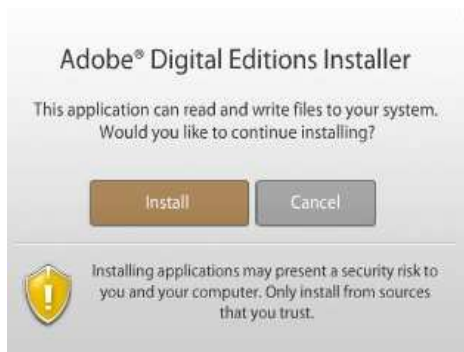 Adobe® Digital Editions Installer
This application can read and write files to your system.
Would you like to continue installing?
Install
Cancel
Installing applications may present a security risk to
you and your computer. Only install from sources
that you trust.